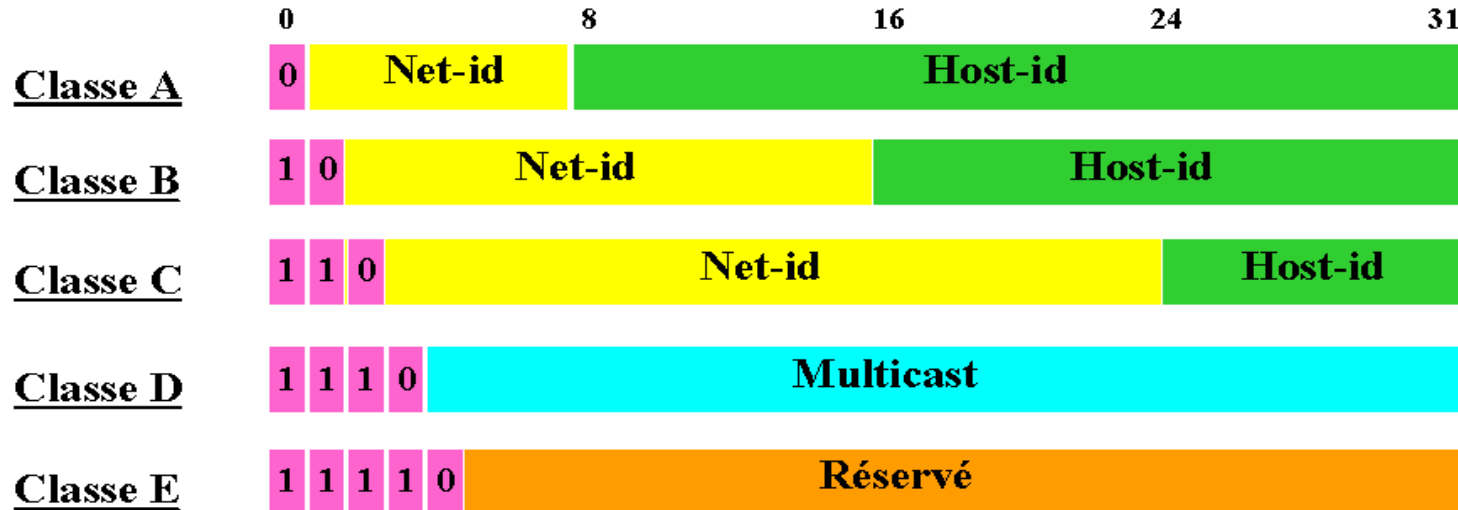 0 8 16 24 31
Classe A 0 Net-id Host-id
Classe B 1 0 Net-id Host-id
Classe C 1 1 0 Net-id Host-id
Classe D 1 1 1 0 Multicast
Classe E 1 1 1 1 0 Réservé